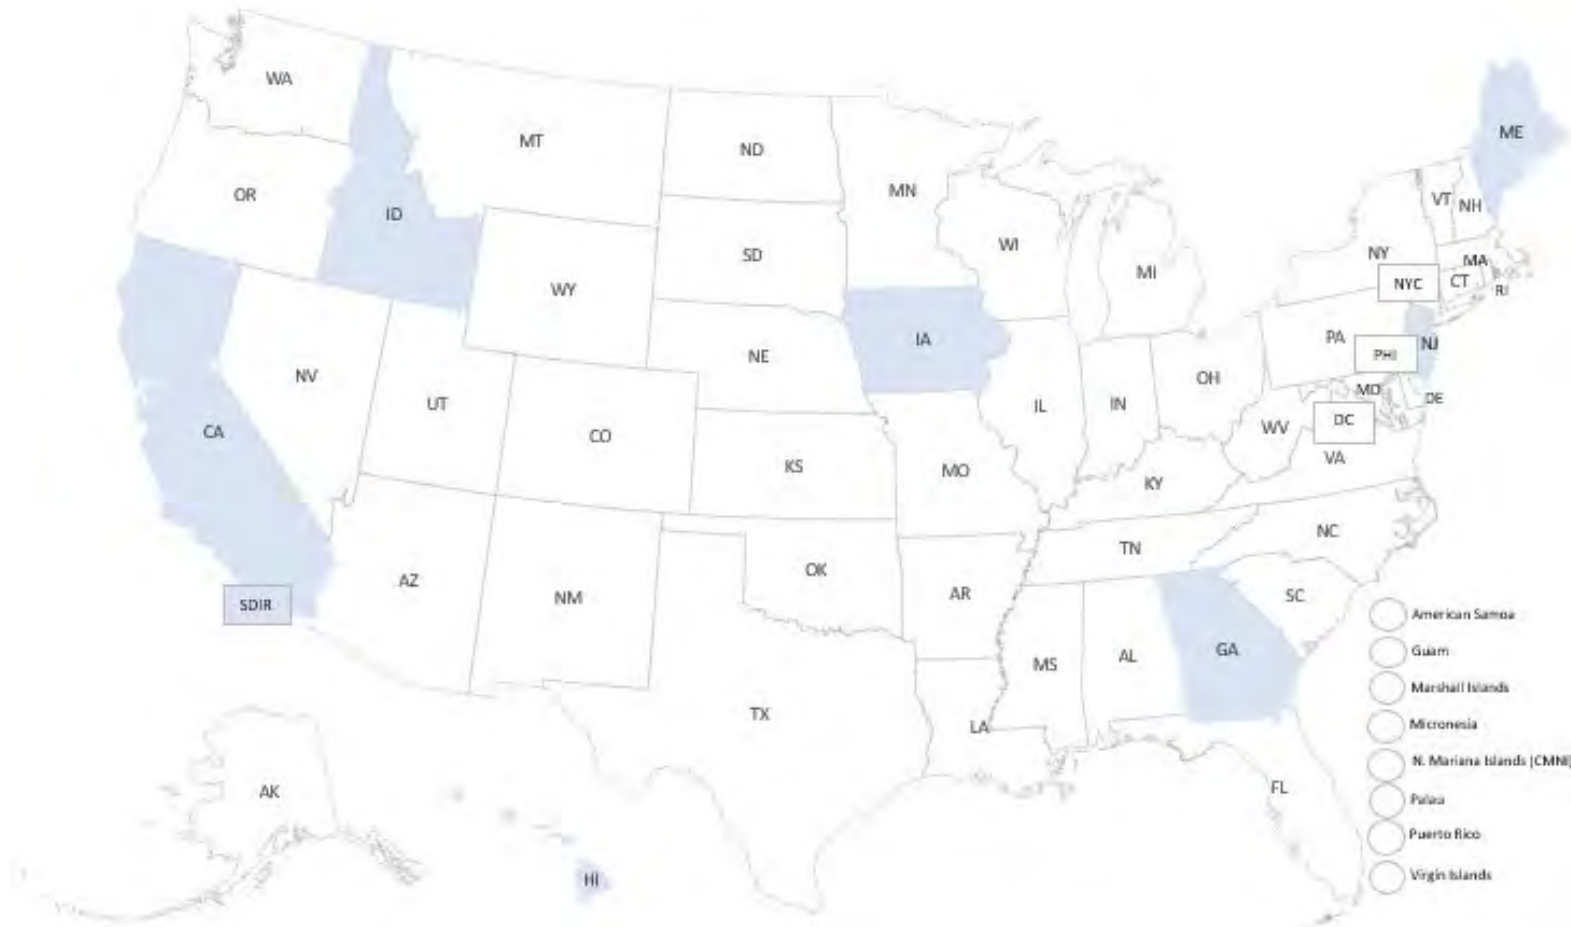 WA
MT
ND
MN
ME
OR
ID
SD
WI
MI
VT
NH
NY
MA
WY
NYC
CT
RI
IA
NE
PA
PHI
NJ
NV
UT
OH
MD
DE
CA
CO
IL
IN
WV
DC
KS
MO
VA
KY
NC
TN
AZ
NM
OK
AR
SC
SDIR
American Samoa
MS
AL
GA
Guam
Marshall Islands
TX
LA
Micronesia
N. Mariana Islands (CMNI)
AK
FL
Palau
Puerto Rico
HI
Virgin Islands